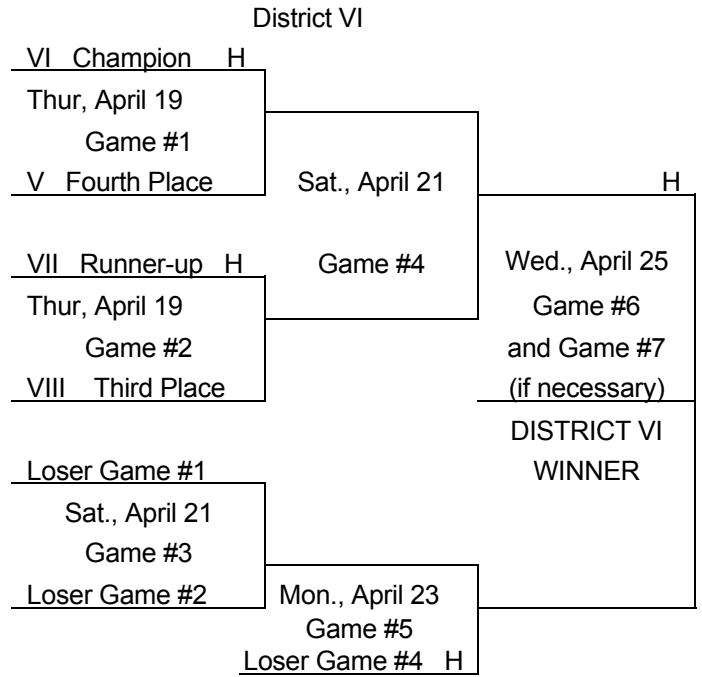 District VI
VI Champion H
Thur, April 19
Game #1
V Fourth Place
Sat., April 21
H
VII Runner-up H
Game #4
Wed., April 25
Thur, April 19
Game #6
Game #2
and Game #7
VIII Third Place
(if necessary)
DISTRICT VI
Loser Game #1
WINNER
Sat., April 21
Game #3
Loser Game #2
Mon., April 23
Game #5
Loser Game #4 H